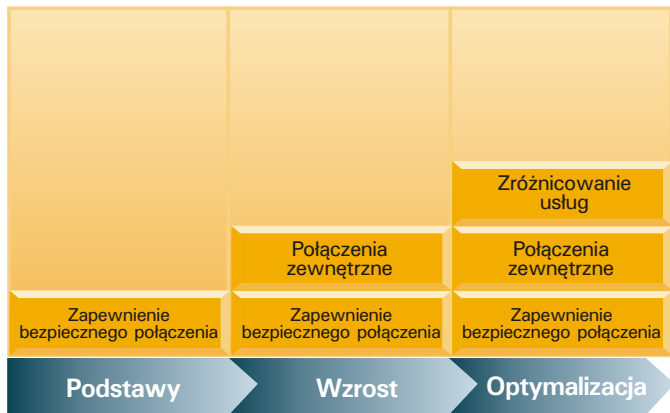 Zróżnicowanie
usług
Połączenia
zewnętrzne
Połączenia
zewnętrzne
Zapewnienie
bezpiecznego połączenia
Zapewnienie
bezpiecznego połączenia
Zapewnienie
bezpiecznego połączenia
Podstawy
Wzrost
Optymalizacja